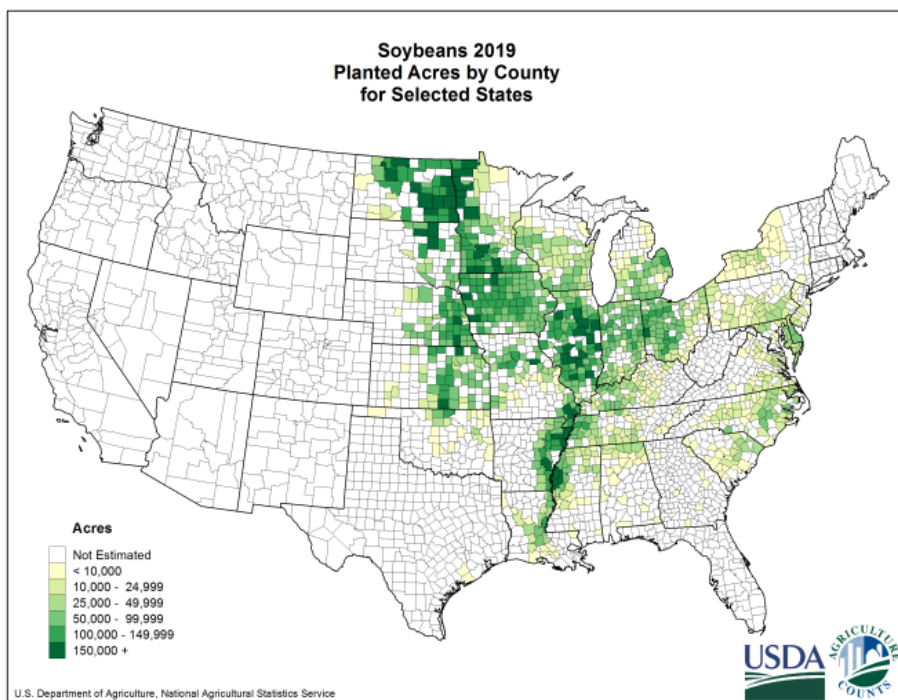 Soybeans 2019
Planted Acres by County
for Selected States
Acres
Not Estimated
< 10,000
10,000 - 24,999
25,000 - 49,999
50,000 - 99,999
100,000 - 149,999
150,000 +
U.S. Department of Agriculture, National Agricultural Statistics Service
USDA
AGRICULTURE
COUNTS